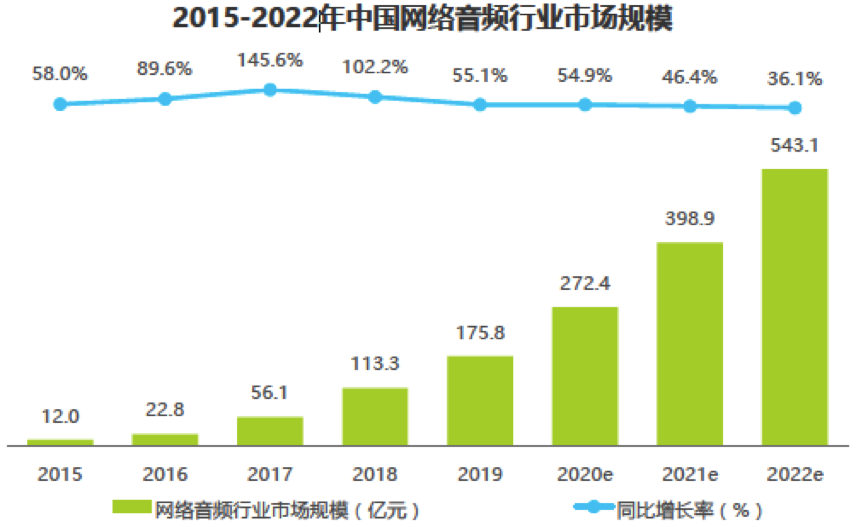 2015-2022年中国网络音频行业市场规模
58.0% 89.6% 145.6% 102.2% 55.1% 54.9% 46.4% 36.1%
12.0 22.8 56.1 113.3 175.8 272.4 398.9 543.1
2015 2016 2017 2018 2019 2020e 2021e 2022e
网络音频行业市场规模（亿元） 同比增长率（%）